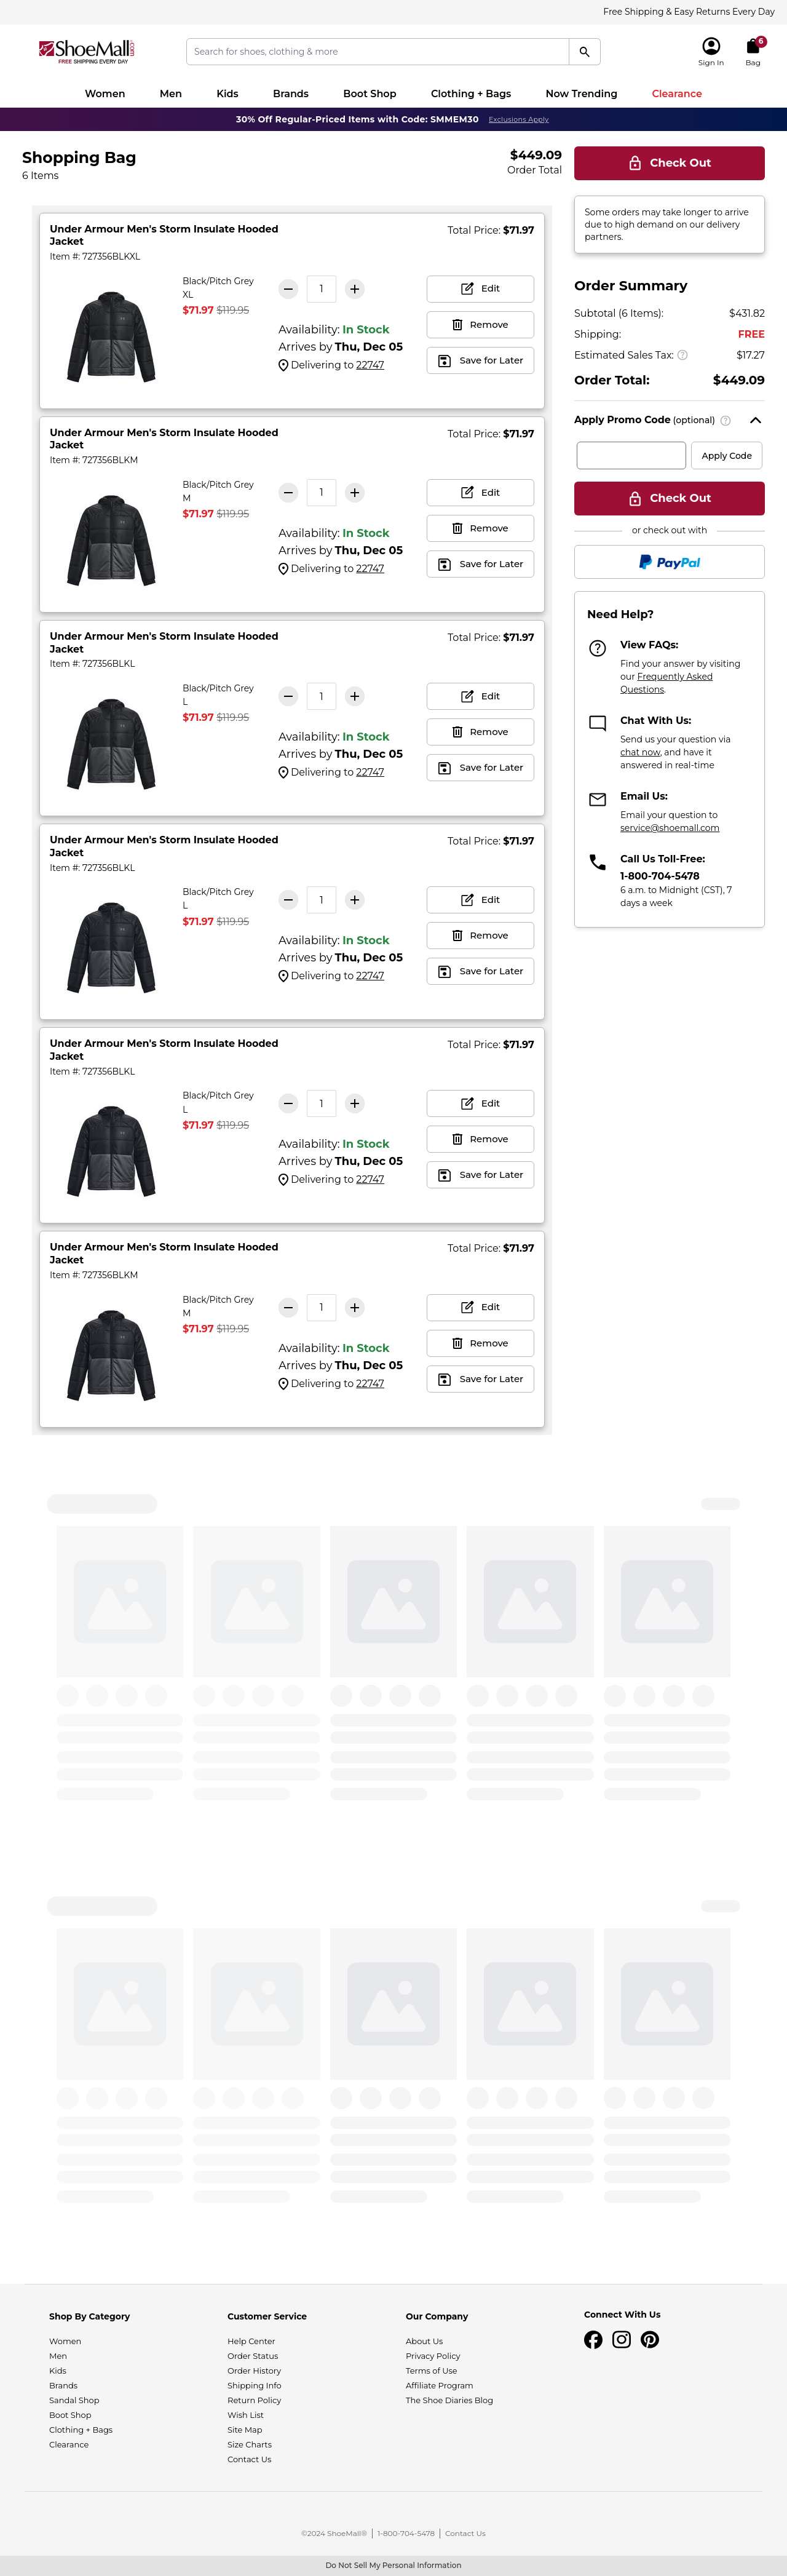 Free Shipping & Easy Returns Every Day
ShoeMall.com
FREE SHIPPING EVERY DAY
Search for shoes, clothing & more
Sign In
6
Bag
Women Men Kids Brands Boot Shop Clothing + Bags Now Trending Clearance
30% Off Regular-Priced Items with Code: SMMEM30 Exclusions Apply
Shopping Bag
6 Items
$449.09
Order Total
Under Armour Men's Storm Insulate Hooded
Jacket
Item #: 727356BLKXL
Total Price: $71.97
Black/Pitch Grey
XL
$71.97 $119.95
1
Availability: In Stock
Arrives by Thu, Dec 05
Delivering to 22747
Edit
Remove
Save for Later
Under Armour Men's Storm Insulate Hooded
Jacket
Item #: 727356BLKM
Total Price: $71.97
Black/Pitch Grey
M
$71.97 $119.95
1
Availability: In Stock
Arrives by Thu, Dec 05
Delivering to 22747
Edit
Remove
Save for Later
Under Armour Men's Storm Insulate Hooded
Jacket
Item #: 727356BLKL
Total Price: $71.97
Black/Pitch Grey
L
$71.97 $119.95
1
Availability: In Stock
Arrives by Thu, Dec 05
Delivering to 22747
Edit
Remove
Save for Later
Under Armour Men's Storm Insulate Hooded
Jacket
Item #: 727356BLKL
Total Price: $71.97
Black/Pitch Grey
L
$71.97 $119.95
1
Availability: In Stock
Arrives by Thu, Dec 05
Delivering to 22747
Edit
Remove
Save for Later
Under Armour Men's Storm Insulate Hooded
Jacket
Item #: 727356BLKL
Total Price: $71.97
Black/Pitch Grey
L
$71.97 $119.95
1
Availability: In Stock
Arrives by Thu, Dec 05
Delivering to 22747
Edit
Remove
Save for Later
Under Armour Men's Storm Insulate Hooded
Jacket
Item #: 727356BLKM
Total Price: $71.97
Black/Pitch Grey
M
$71.97 $119.95
1
Availability: In Stock
Arrives by Thu, Dec 05
Delivering to 22747
Edit
Remove
Save for Later
Check Out
Some orders may take longer to arrive
due to high demand on our delivery
partners.
Order Summary
Subtotal (6 Items): $431.82
Shipping: FREE
Estimated Sales Tax: $17.27
Order Total: $449.09
Apply Promo Code (optional)
Apply Code
Check Out
or check out with
PayPal
Need Help?
View FAQs:
Find your answer by visiting
our Frequently Asked
Questions.
Chat With Us:
Send us your question via
chat now, and have it
answered in real-time
Email Us:
Email your question to
service@shoemall.com
Call Us Toll-Free:
1-800-704-5478
6 a.m. to Midnight (CST), 7
days a week
Shop By Category
Women
Men
Kids
Brands
Sandal Shop
Boot Shop
Clothing + Bags
Clearance
Customer Service
Help Center
Order Status
Order History
Shipping Info
Return Policy
Wish List
Site Map
Size Charts
Contact Us
Our Company
About Us
Privacy Policy
Terms of Use
Affiliate Program
The Shoe Diaries Blog
Connect With Us
©2024 ShoeMall® | 1-800-704-5478 | Contact Us
Do Not Sell My Personal Information